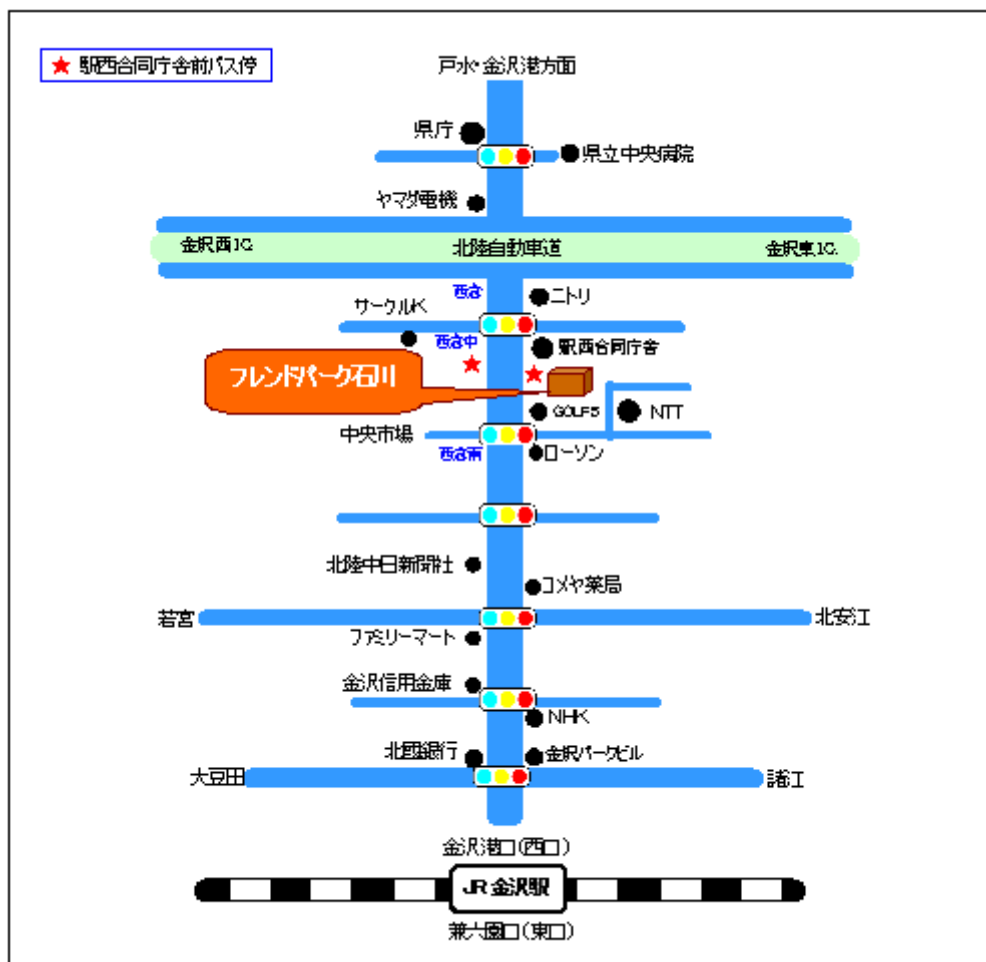 ★ 駅西合同庁舎前バス停
戸水・金沢港方面
県庁
県立中央病院
ヤマダ電機
金沢西I.C.
北陸自動車道
金沢東I.C.
西念
ニトリ
サークルK
西念中
駅西合同庁舎
フレンドパーク石川
GOLF5
NTT
中央市場
西念南
ローソン
北陸中日新聞社
コメヤ薬局
若宮
北安江
ファミリーマート
金沢信用金庫
NHK
北國銀行
金沢パークビル
大豆田
諸江
金沢港口(西口)
JR 金沢駅
兼六園口(東口)